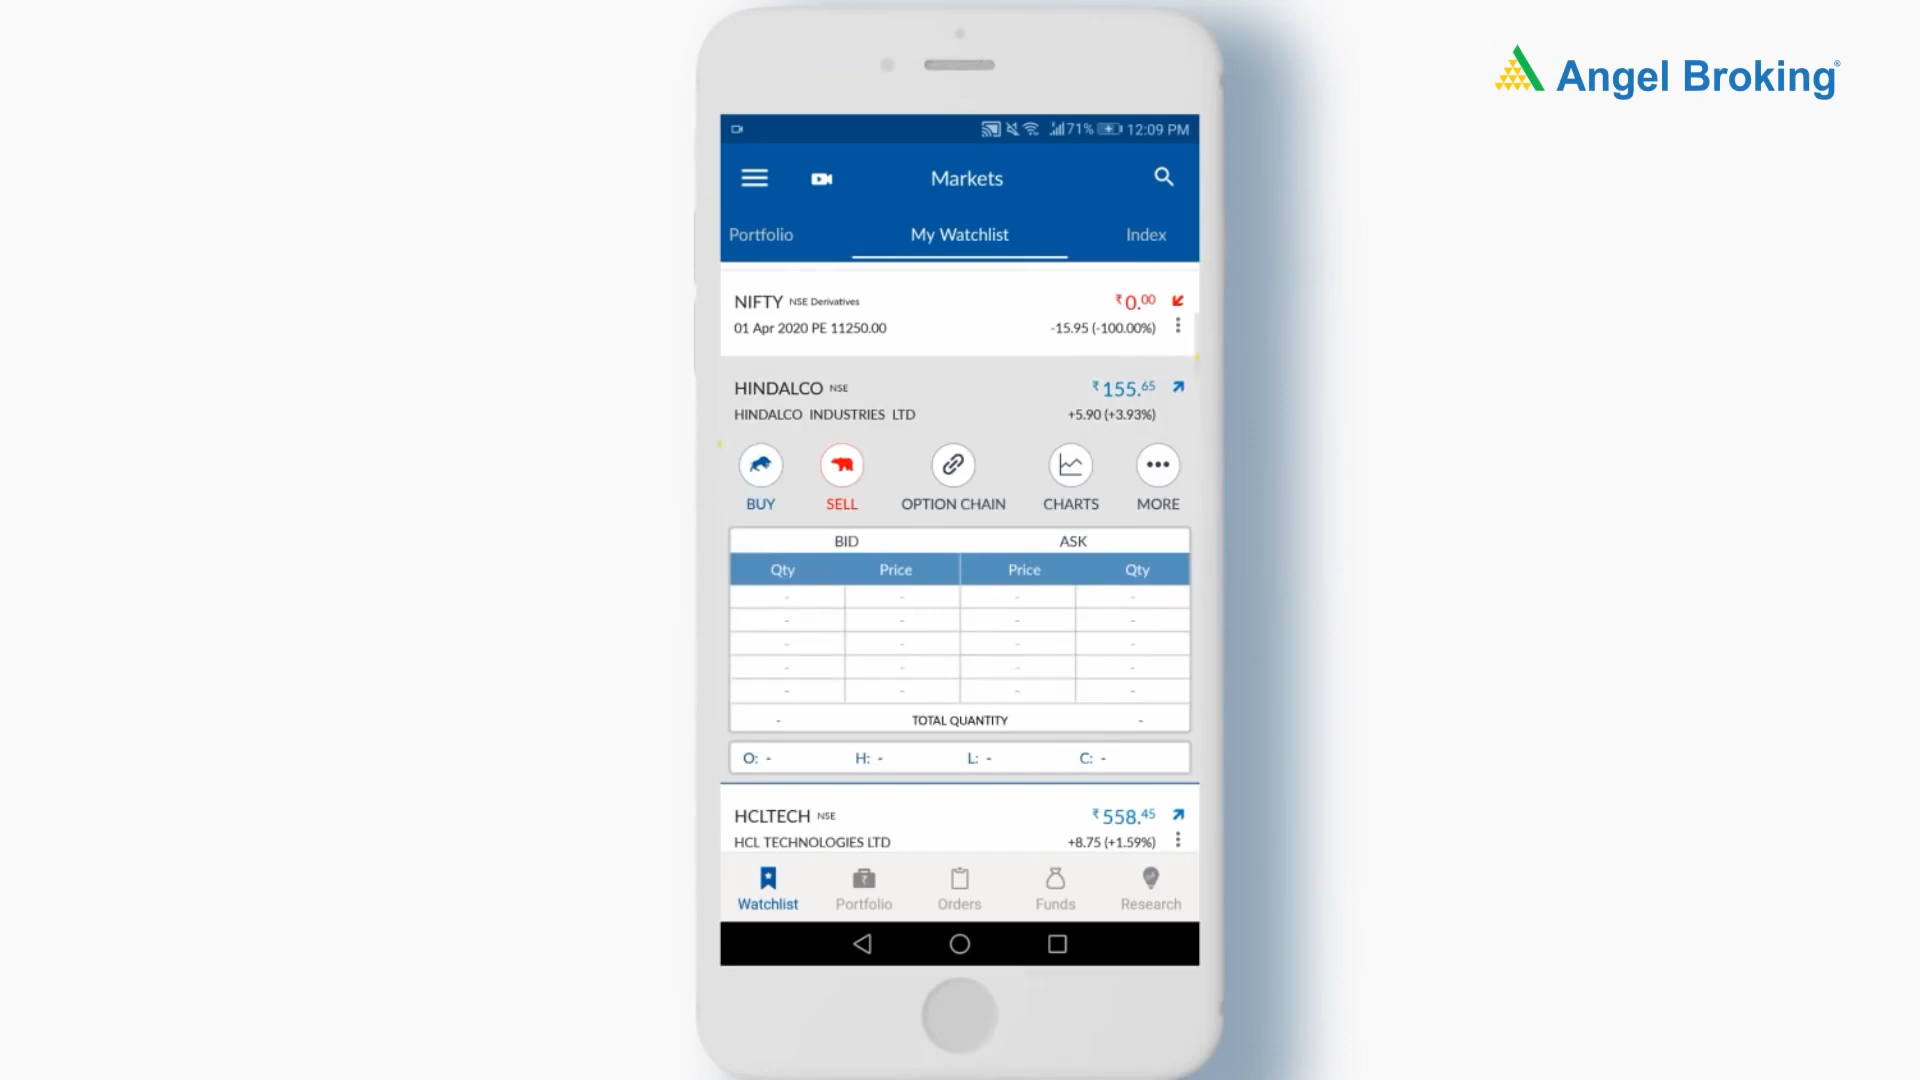 Angel Broking
71% 12:09 PM
Markets
Portfolio My Watchlist Index
NIFTY NSE Derivatives ₹0.00
01 Apr 2020 PE 11250.00 -15.95 (-100.00%)
HINDALCO NSE ₹155.65
HINDALCO INDUSTRIES LTD +5.90 (+3.93%)
BUY SELL OPTION CHAIN CHARTS MORE
BID ASK
Qty Price Price Qty
- - - -
- - - -
- - - -
- - - -
- - - -
- TOTAL QUANTITY -
O: - H: - L: - C: -
HCLTECH NSE ₹558.45
HCL TECHNOLOGIES LTD +8.75 (+1.59%)
Watchlist Portfolio Orders Funds Research